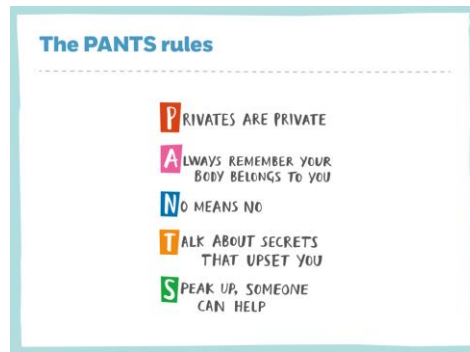 The PANTS rules
PRIVATES ARE PRIVATE
ALWAYS REMEMBER YOUR
BODY BELONGS TO YOU
NO MEANS NO
TALK ABOUT SECRETS
THAT UPSET YOU
SPEAK UP, SOMEONE
CAN HELP